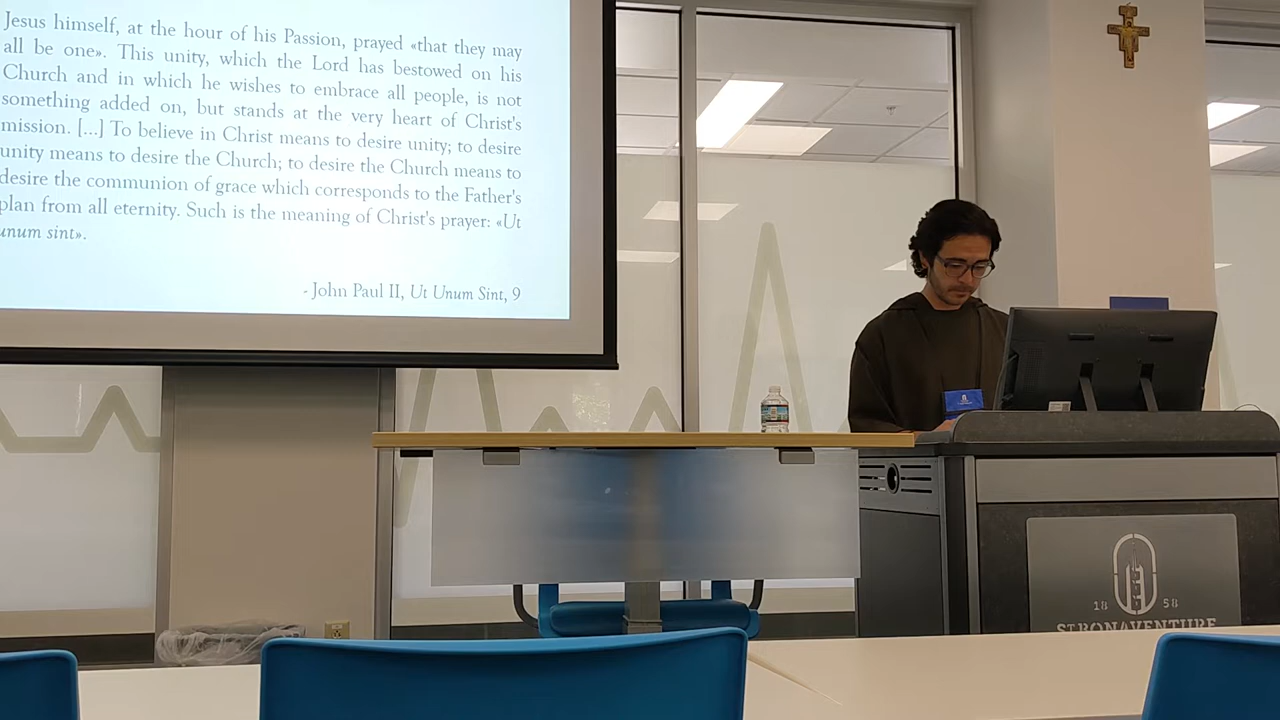 Jesus himself, at the hour of his Passion, prayed «that they may
all be one». This unity, which the Lord has bestowed on his
Church and in which he wishes to embrace all people, is not
something added on, but stands at the very heart of Christ's
mission. [...] To believe in Christ means to desire unity; to desire
unity means to desire the Church; to desire the Church means to
desire the communion of grace which corresponds to the Father's
plan from all eternity. Such is the meaning of Christ's prayer: «Ut
unum sint».
- John Paul II, Ut Unum Sint, 9
18 58
ST.BONAVENTURE